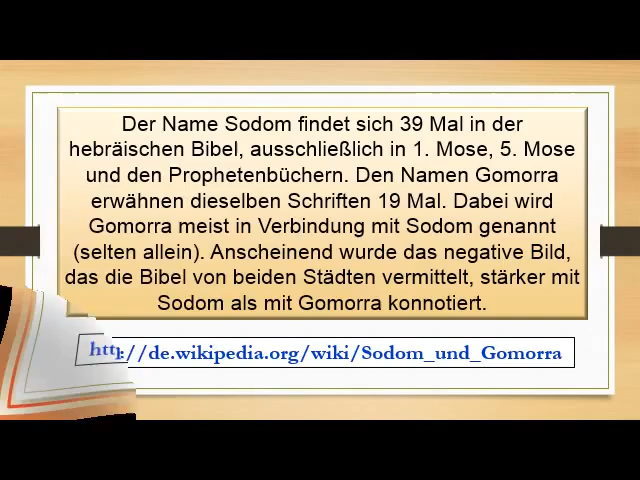 Der Name Sodom findet sich 39 Mal in der
hebräischen Bibel, ausschließlich in 1. Mose, 5. Mose
und den Prophetenbüchern. Den Namen Gomorra
erwähnen dieselben Schriften 19 Mal. Dabei wird
Gomorra meist in Verbindung mit Sodom genannt
(selten allein). Anscheinend wurde das negative Bild,
das die Bibel von beiden Städten vermittelt, stärker mit
Sodom als mit Gomorra konnotiert.
http://de.wikipedia.org/wiki/Sodom_und_Gomorra